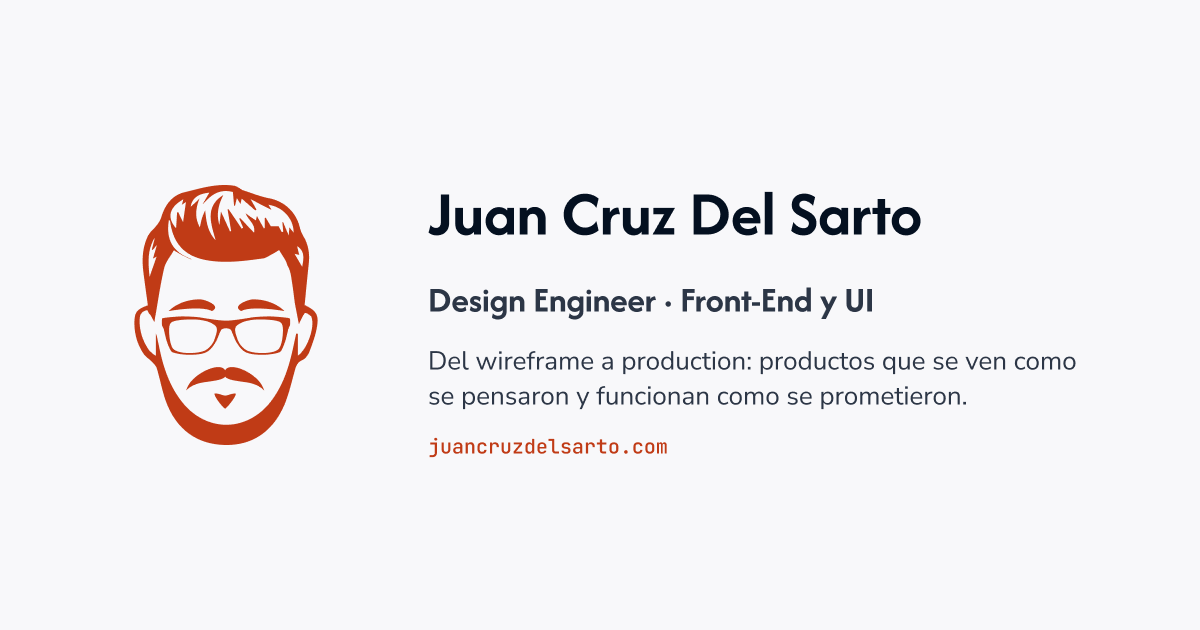 Juan Cruz Del Sarto
Design Engineer · Front-End y UI
Del wireframe a production: productos que se ven como
se pensaron y funcionan como se prometieron.
juancruzdelsarto.com